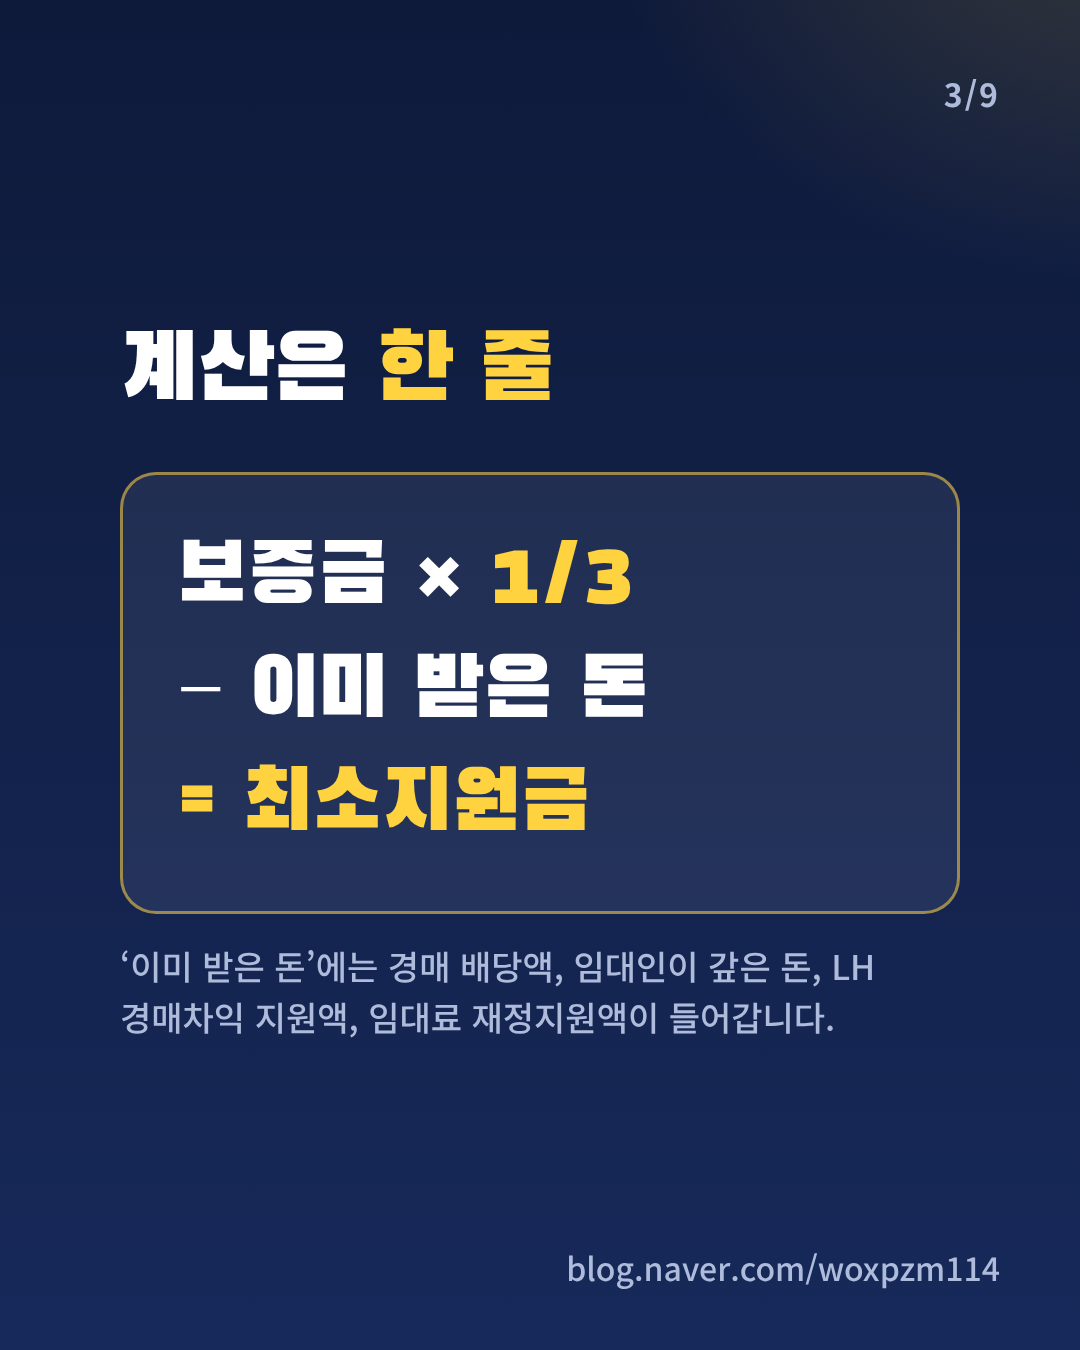 3/9
계산은 한 줄
보증금 × 1/3
– 이미 받은 돈
= 최소지원금
‘이미 받은 돈’에는 경매 배당액, 임대인이 갚은 돈, LH
경매차익 지원액, 임대료 재정지원액이 들어갑니다.
blog.naver.com/woxpzm114